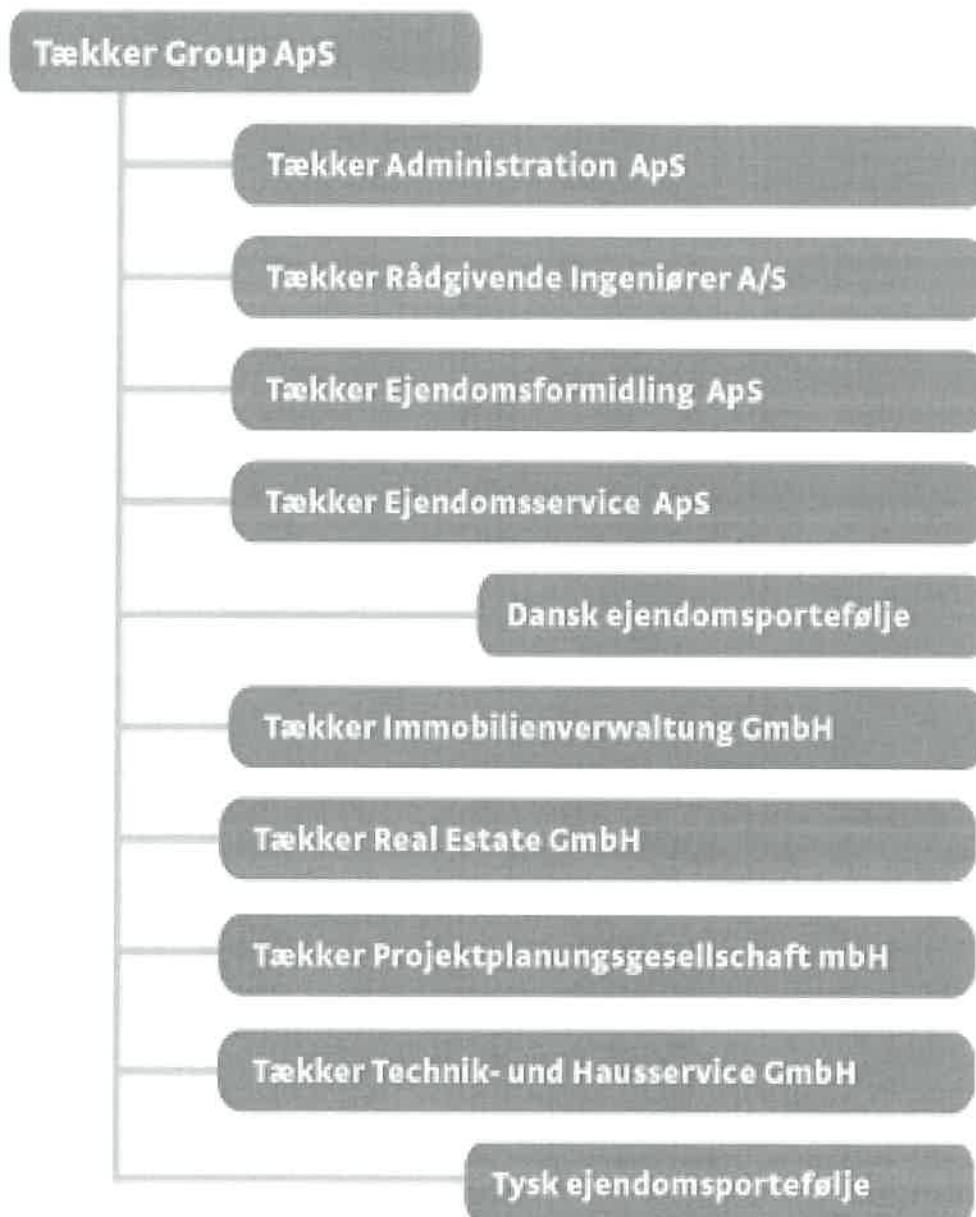 Tækker Group ApS
Tækker Administration ApS
Tækker Rådgivende Ingeniører A/S
Tækker Ejendomsformidling ApS
Tækker Ejendomsservice ApS
Dansk ejendomsportefølje
Tækker Immobilienverwaltung GmbH
Tækker Real Estate GmbH
Tækker Projektplanungsgesellschaft mbH
Tækker Technik- und Hausservice GmbH
Tysk ejendomsportefølje